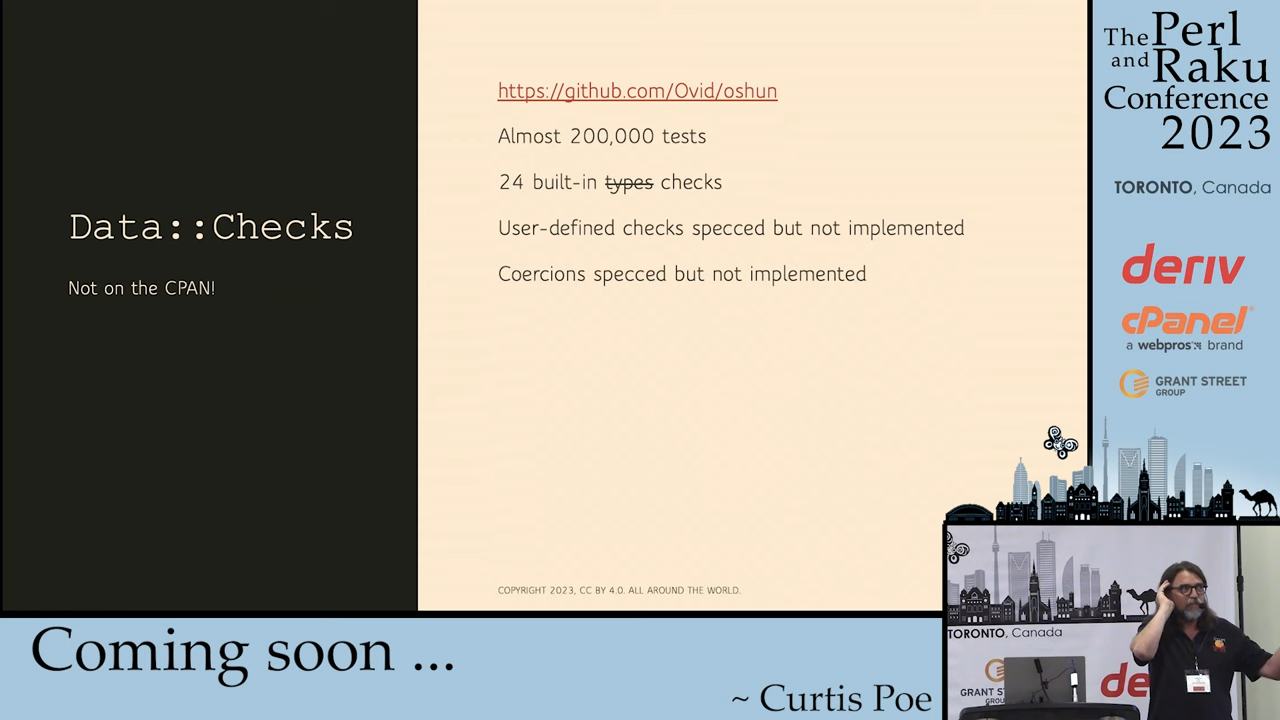 Data::Checks
Not on the CPAN!
https://github.com/Ovid/oshun
Almost 200,000 tests
24 built-in types checks
User-defined checks specced but not implemented
Coercions specced but not implemented
COPYRIGHT 2023, CC BY 4.0. ALL AROUND THE WORLD.
The Perl
and Raku
Conference
2023
TORONTO, Canada
deriv
cPanel®
a webpros brand
GRANT STREET
GROUP
TORONTO, Canada
GRANT S
GROU
de
Coming soon ...
~ Curtis Poe